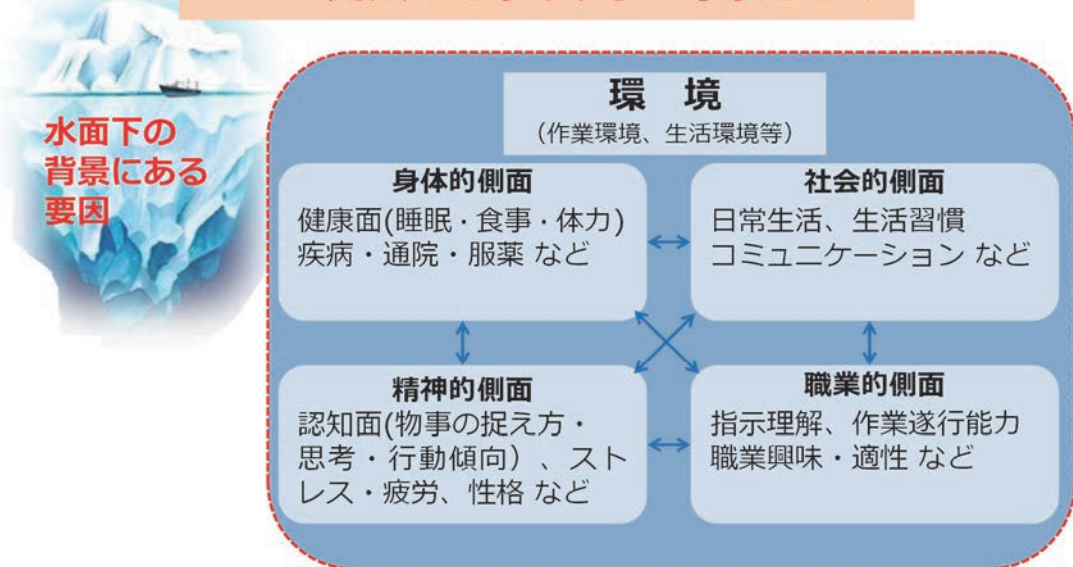 水面下の
背景にある
要因
環 境
（作業環境、生活環境等）
身体的側面
健康面(睡眠・食事・体力)
疾病・通院・服薬 など
社会的側面
日常生活、生活習慣
コミュニケーション など
精神的側面
認知面(物事の捉え方・
思考・行動傾向）、スト
レス・疲労、性格 など
職業的側面
指示理解、作業遂行能力
職業興味・適性 など